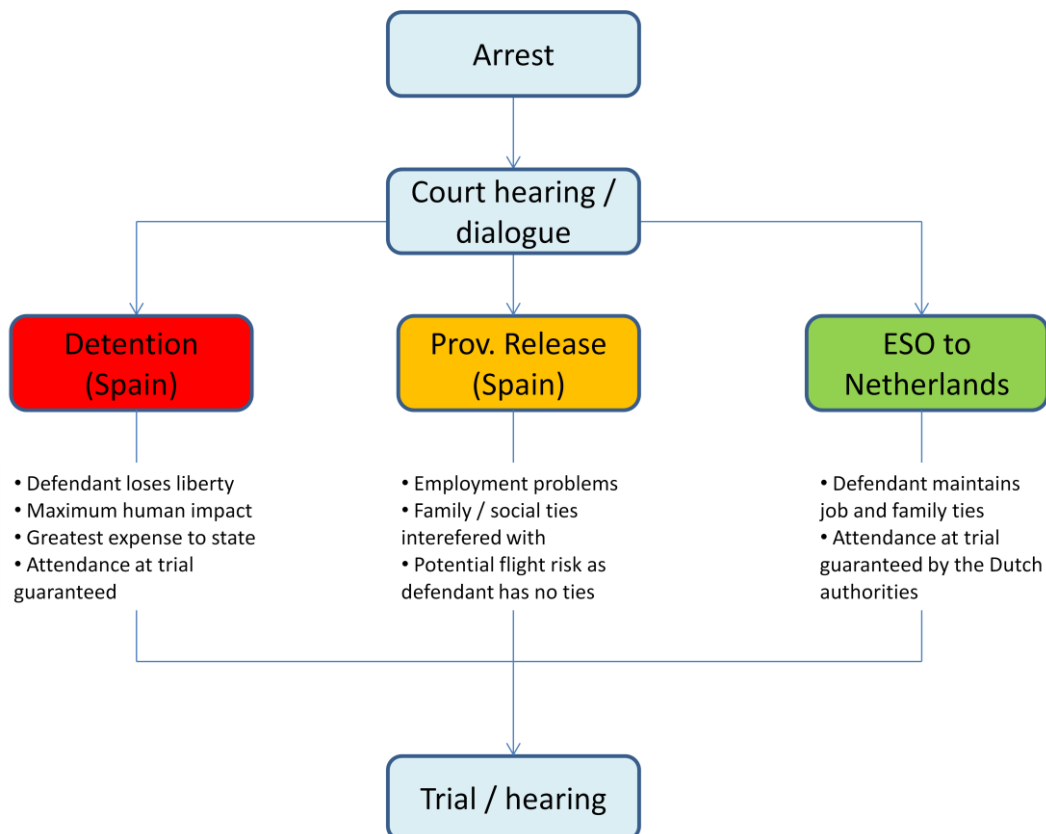 Arrest
Court hearing /
dialogue
Detention
(Spain)
Prov. Release
(Spain)
ESO to
Netherlands
• Defendant loses liberty
• Maximum human impact
• Greatest expense to state
• Attendance at trial
guaranteed
• Employment problems
• Family / social ties
interefered with
• Potential flight risk as
defendant has no ties
• Defendant maintains
job and family ties
• Attendance at trial
guaranteed by the Dutch
authorities
Trial / hearing